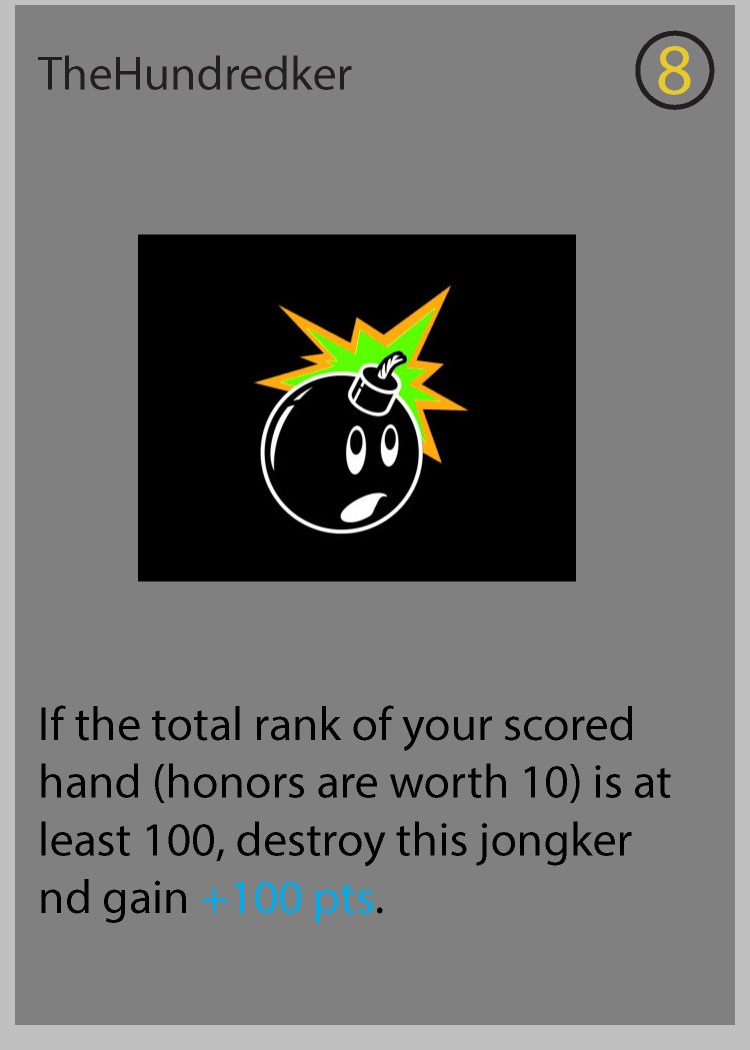 TheHundredker
8
If the total rank of your scored
hand (honors are worth 10) is at
least 100, destroy this jongker
nd gain +100 pts.